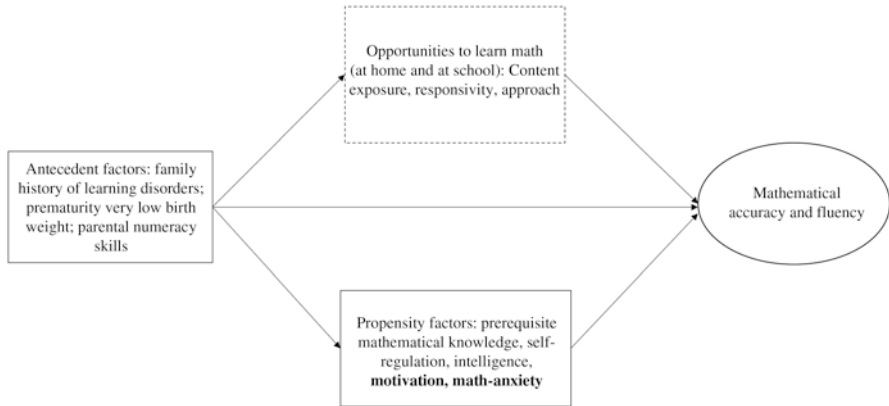 Opportunities to learn math
(at home and at school): Content
exposure, responsivity, approach
Antecedent factors: family
history of learning disorders;
prematurity very low birth
weight; parental numeracy
skills
Mathematical
accuracy and fluency
Propensity factors: prerequisite
mathematical knowledge, self-
regulation, intelligence,
motivation, math-anxiety